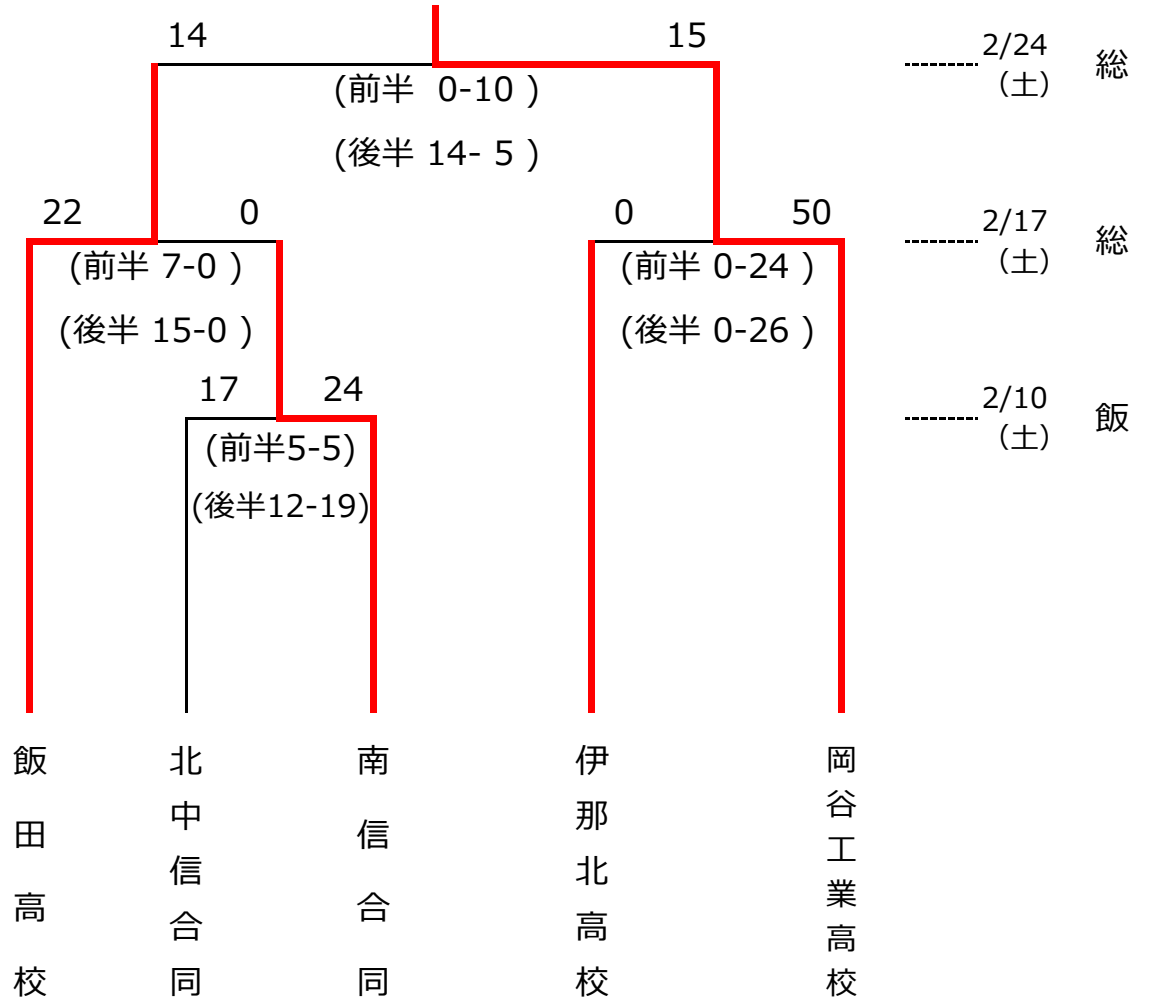 14
15
2/24
(土)
総
(前半 0-10 )
(後半 14- 5 )
22
0
0
50
2/17
(土)
総
(前半 7-0 )
(後半 15-0 )
(前半 0-24 )
(後半 0-26 )
17
24
2/10
(土)
飯
(前半5-5)
(後半12-19)
飯田高校
北中信合同
南信合同
伊那北高校
岡谷工業高校